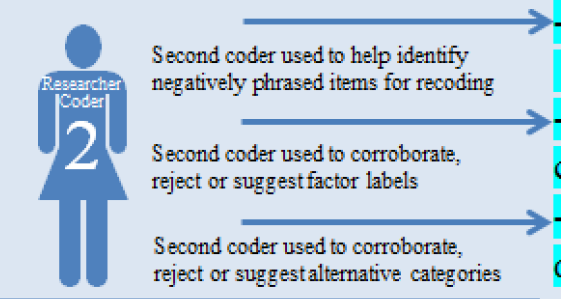 Researcher
Coder
2
Second coder used to help identify
negatively phrased items for recoding
Second coder used to corroborate,
reject or suggest factor labels
Second coder used to corroborate,
reject or suggest alternative categories